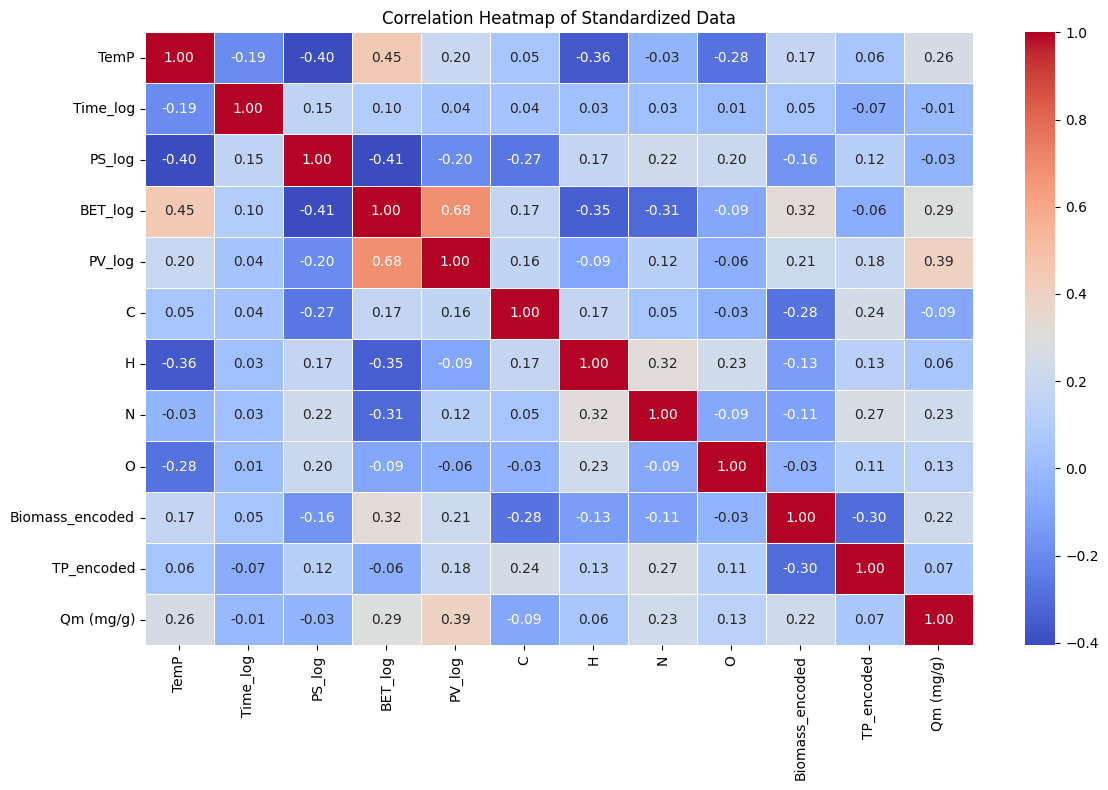 Correlation Heatmap of Standardized Data
TemP 1.00 -0.19 -0.40 0.45 0.20 0.05 -0.36 -0.03 -0.28 0.17 0.06 0.26
Time_log -0.19 1.00 0.15 0.10 0.04 0.04 0.03 0.03 0.01 0.05 -0.07 -0.01
PS_log -0.40 0.15 1.00 -0.41 -0.20 -0.27 0.17 0.22 0.20 -0.16 0.12 -0.03
BET_log 0.45 0.10 -0.41 1.00 0.68 0.17 -0.35 -0.31 -0.09 0.32 -0.06 0.29
PV_log 0.20 0.04 -0.20 0.68 1.00 0.16 -0.09 0.12 -0.06 0.21 0.18 0.39
C 0.05 0.04 -0.27 0.17 0.16 1.00 0.17 0.05 -0.03 -0.28 0.24 -0.09
H -0.36 0.03 0.17 -0.35 -0.09 0.17 1.00 0.32 0.23 -0.13 0.13 0.06
N -0.03 0.03 0.22 -0.31 0.12 0.05 0.32 1.00 -0.09 -0.11 0.27 0.23
O -0.28 0.01 0.20 -0.09 -0.06 -0.03 0.23 -0.09 1.00 -0.03 0.11 0.13
Biomass_encoded 0.17 0.05 -0.16 0.32 0.21 -0.28 -0.13 -0.11 -0.03 1.00 -0.30 0.22
TP_encoded 0.06 -0.07 0.12 -0.06 0.18 0.24 0.13 0.27 0.11 -0.30 1.00 0.07
Qm (mg/g) 0.26 -0.01 -0.03 0.29 0.39 -0.09 0.06 0.23 0.13 0.22 0.07 1.00
TemP Time_log PS_log BET_log PV_log C H N O Biomass_encoded TP_encoded Qm (mg/g)
1.0
0.8
0.6
0.4
0.2
0.0
−0.2
−0.4